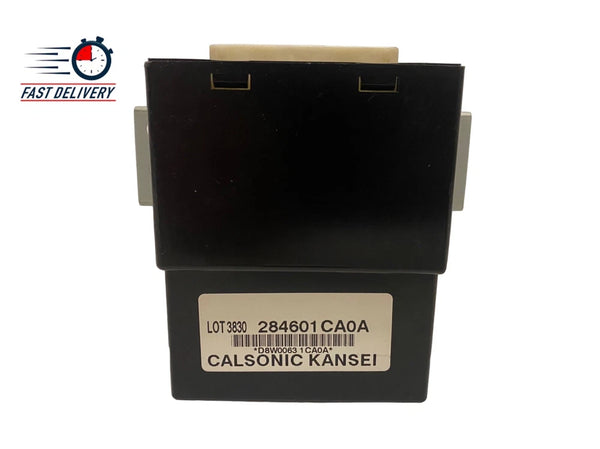 FAST DELIVERY
LOT 3830 284601CA0A
*D8W0063 1CA0A*
CALSONIC KANSEI